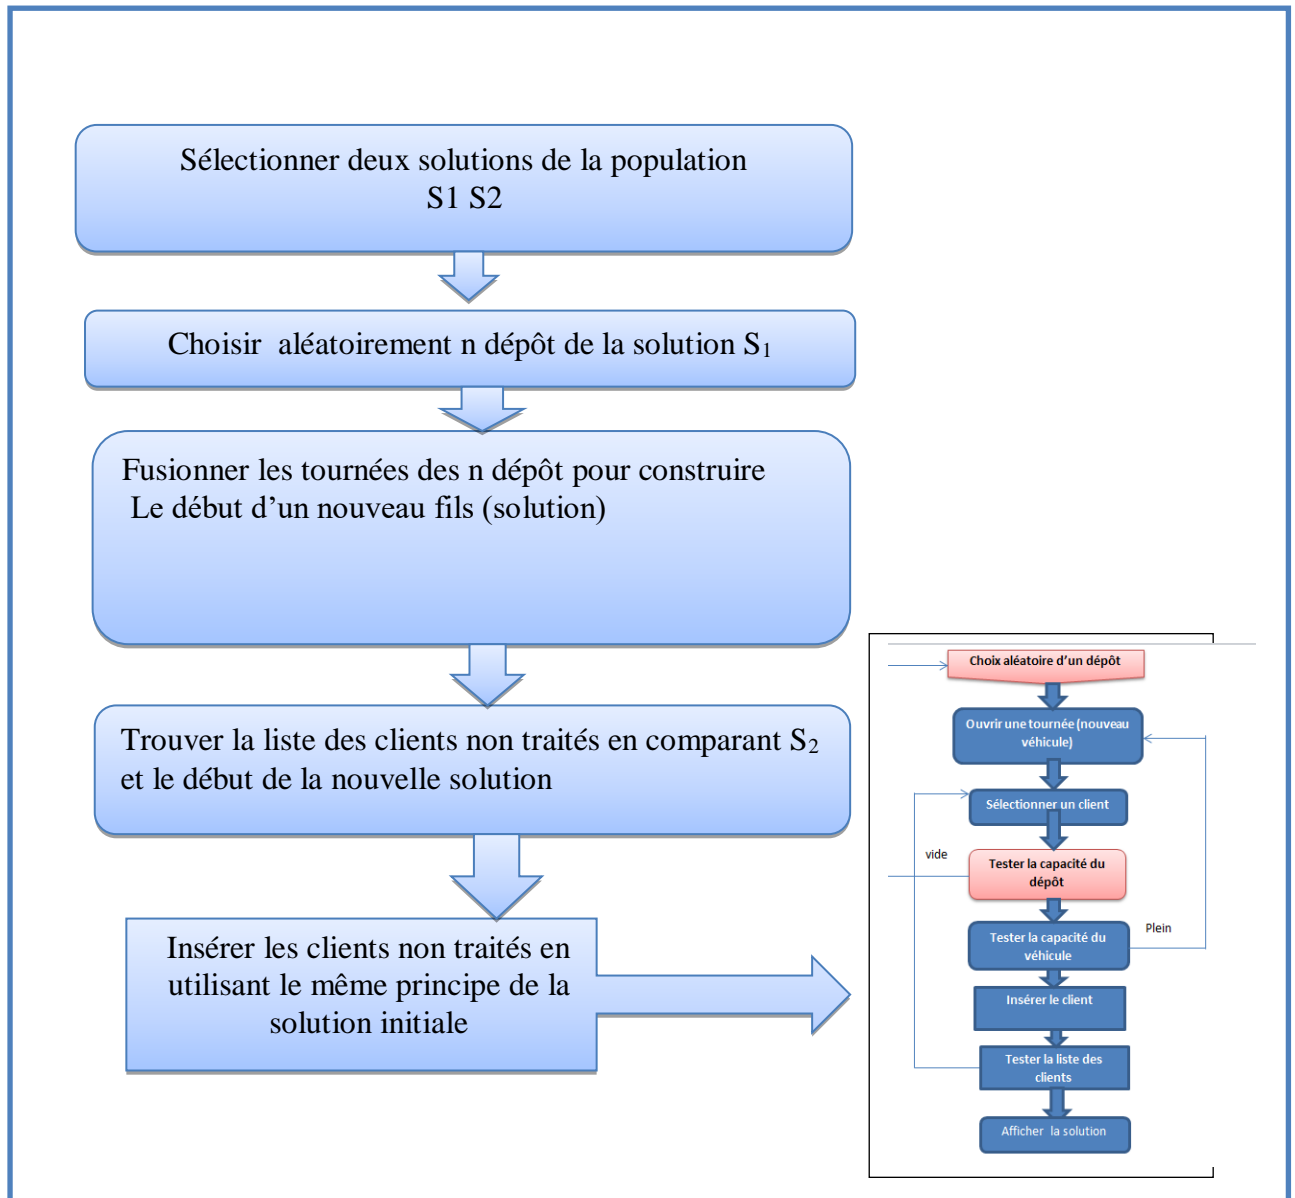 Sélectionner deux solutions de la population
S1 S2
Choisir aléatoirement n dépôt de la solution S₁
Fusionner les tournées des n dépôt pour construire
Le début d’un nouveau fils (solution)
Trouver la liste des clients non traités en comparant S₂
et le début de la nouvelle solution
Insérer les clients non traités en
utilisant le même principe de la
solution initiale
Choix aléatoire d’un dépôt
Ouvrir une tournée (nouveau
véhicule)
Sélectionner un client
vide
Tester la capacité du
dépôt
Plein
Tester la capacité du
véhicule
Insérer le client
Tester la liste des
clients
Afficher la solution